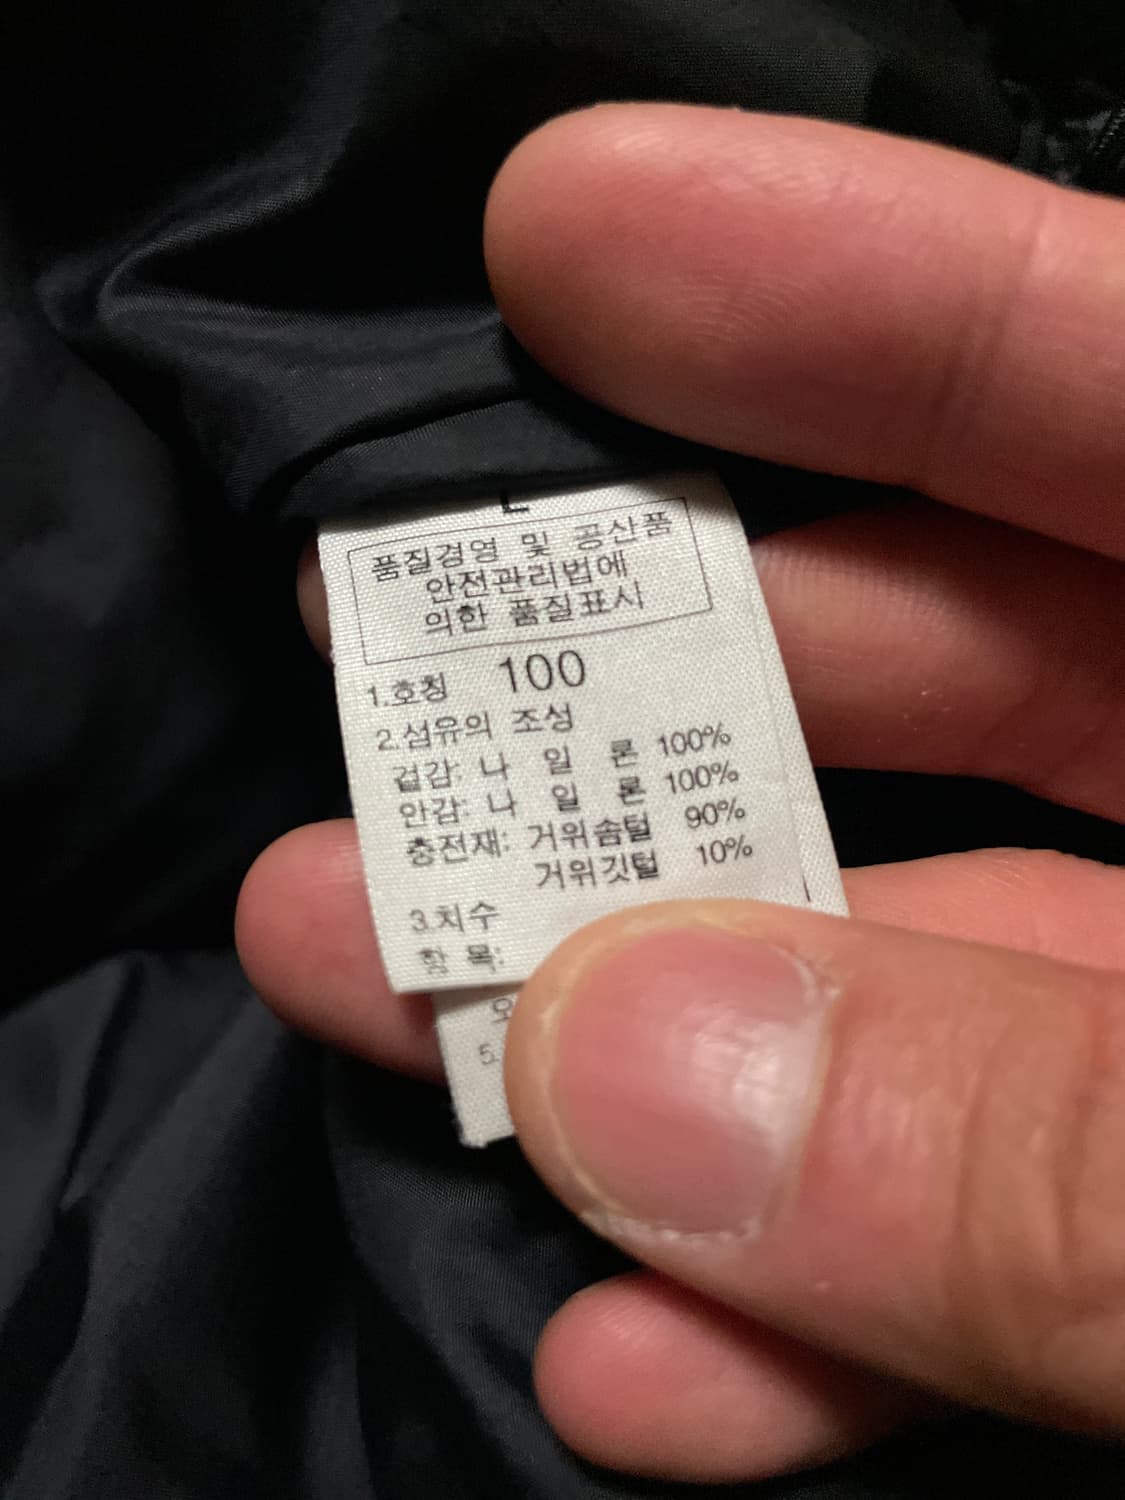 L
품질경영 및 공산품
안전관리법에
의한 품질표시
1.호칭 100
2.섬유의 조성
겉감: 나 일 론 100%
안감: 나 일 론 100%
충전재: 거위솜털 90%
거위깃털 10%
3.치수
항 목:
5.